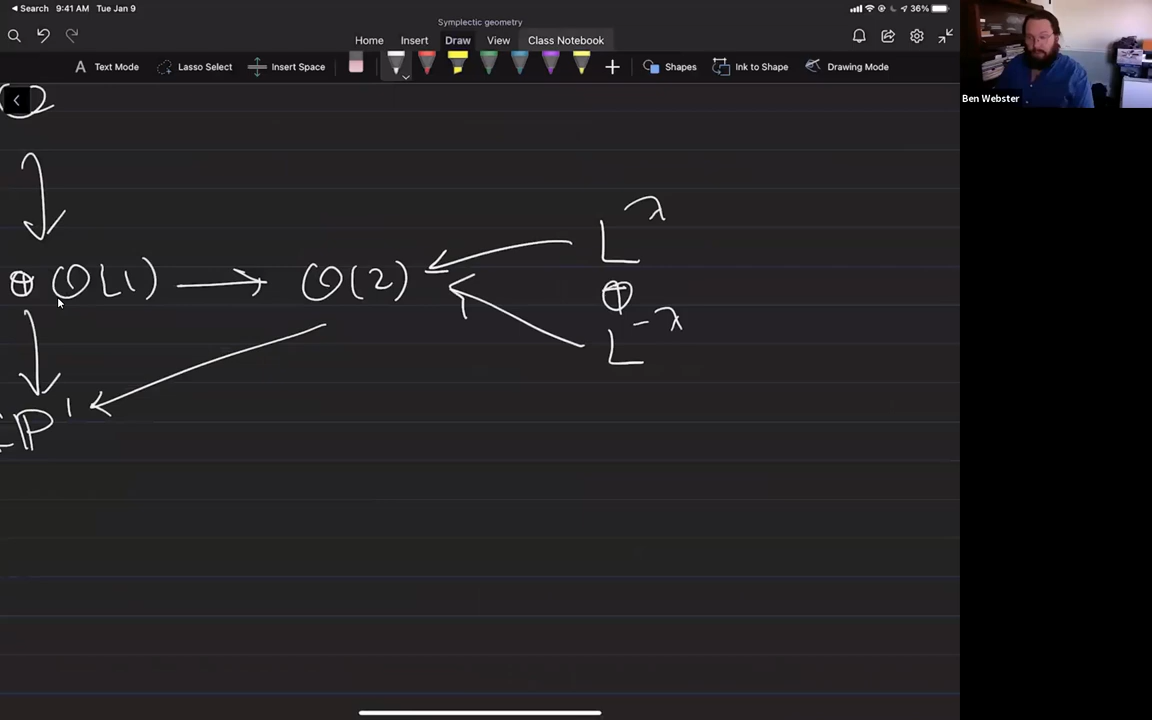 Search 9:41 AM Tue Jan 9
36%
Symplectic geometry
Home Insert Draw View Class Notebook
Text Mode Lasso Select Insert Space Shapes Ink to Shape Drawing Mode
Ben Webster
L^λ
⊕ O(1) → O(2)
⊕
L^-λ
P^1